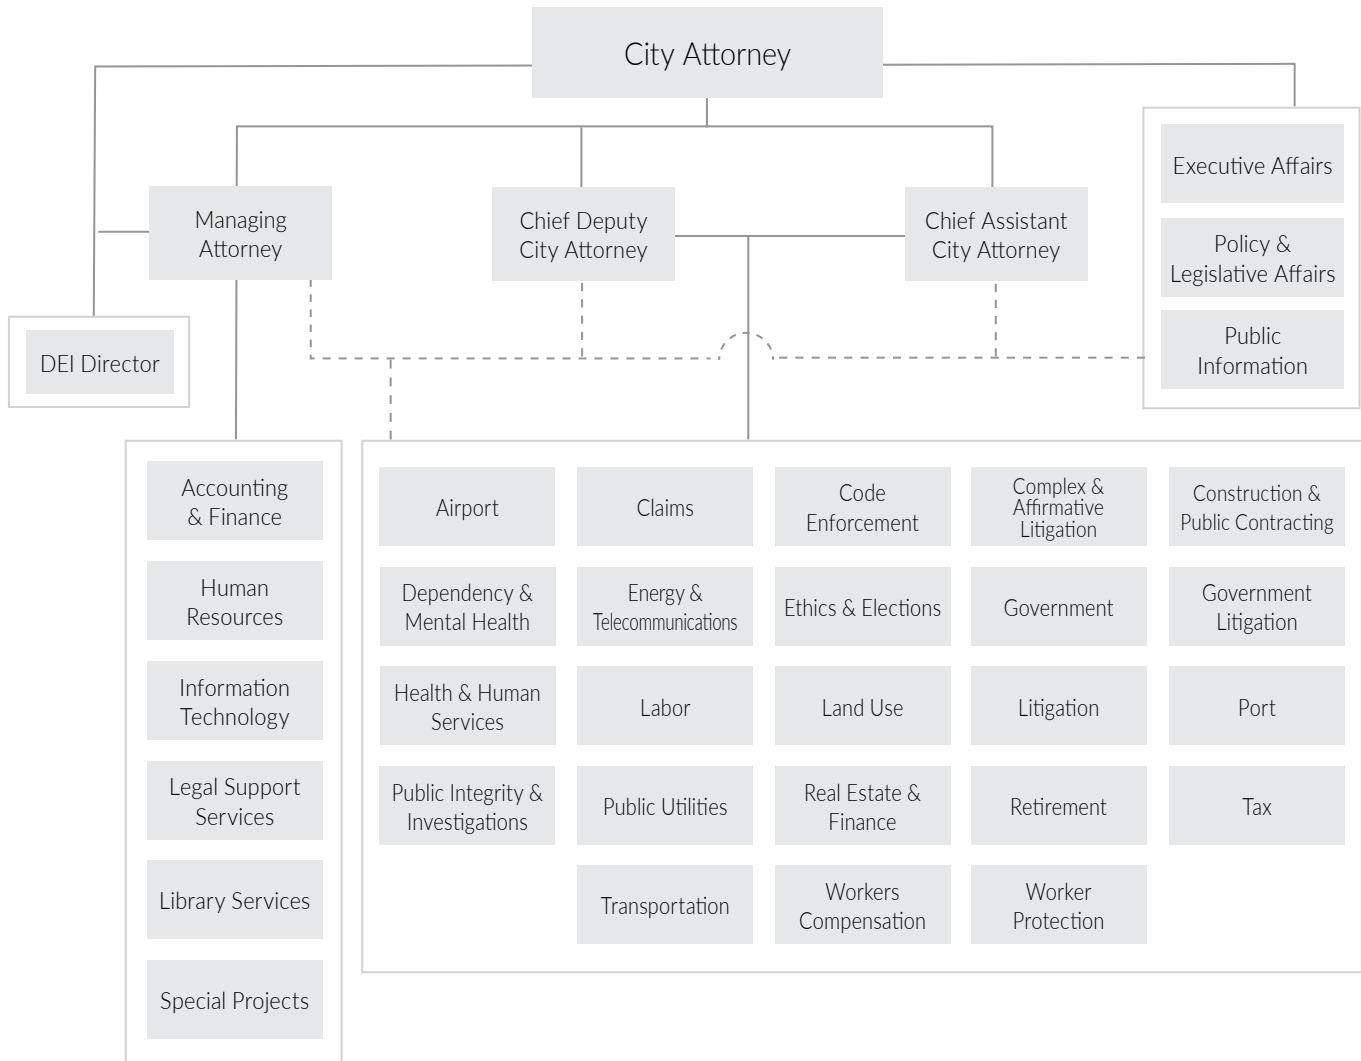 City Attorney
Executive Affairs
Managing
Attorney
Chief Deputy
City Attorney
Chief Assistant
City Attorney
Policy &
Legislative Affairs
DEI Director
Public
Information
Accounting
& Finance
Human
Resources
Information
Technology
Legal Support
Services
Library Services
Special Projects
Airport
Claims
Code
Enforcement
Complex &
Affirmative
Litigation
Construction &
Public Contracting
Dependency &
Mental Health
Energy &
Telecommunications
Ethics & Elections
Government
Government
Litigation
Health & Human
Services
Labor
Land Use
Litigation
Port
Public Integrity &
Investigations
Public Utilities
Real Estate &
Finance
Retirement
Tax
Transportation
Workers
Compensation
Worker
Protection